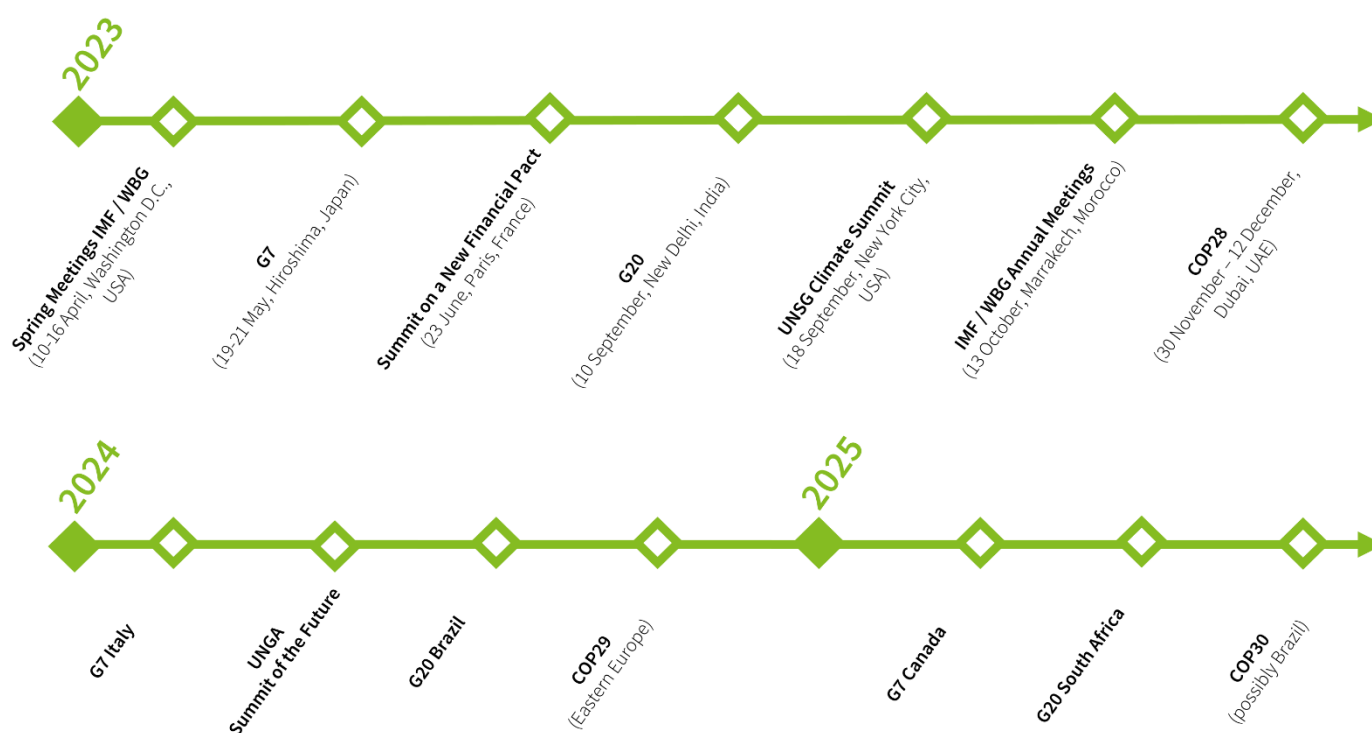 2023
Spring Meetings IMF / WBG
(10-16 April, Washington D.C.,
USA)
G7
(19-21 May, Hiroshima, Japan)
Summit on a New Financial Pact
(23 June, Paris, France)
G20
(10 September, New Delhi, India)
UNSG Climate Summit
(18 September, New York City,
USA)
IMF / WBG Annual Meetings
(13 October, Marrakech, Morocco)
COP28
(30 November – 12 December,
Dubai, UAE)
2024
G7 Italy
UNGA
Summit of the Future
G20 Brazil
COP29
(Eastern Europe)
2025
G7 Canada
G20 South Africa
COP30
(possibly Brazil)